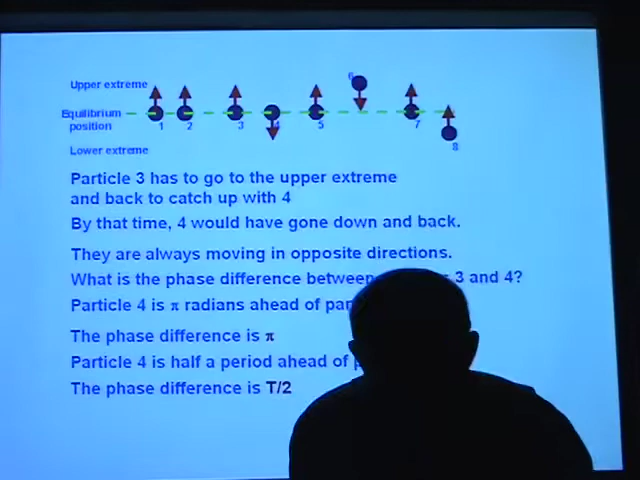 Upper extreme
6
Equilibrium
position
1 2 3 4 5 7
8
Lower extreme
Particle 3 has to go to the upper extreme
and back to catch up with 4
By that time, 4 would have gone down and back.
They are always moving in opposite directions.
What is the phase difference between 3 and 4?
Particle 4 is π radians ahead of
The phase difference is π
Particle 4 is half a period ahead of
The phase difference is T/2